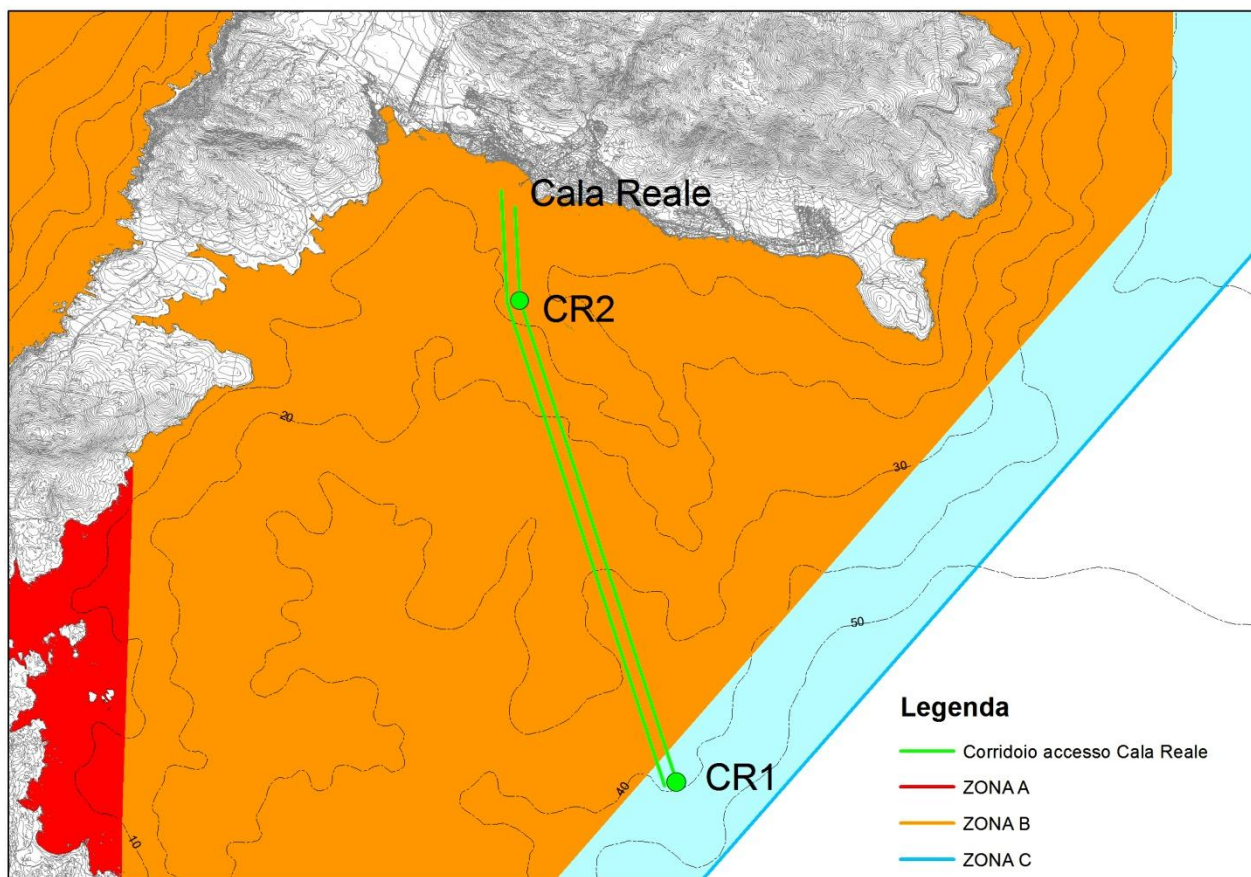 Cala Reale
CR2
20
30
50
CR1
40
10
Legenda
Corridoio accesso Cala Reale
ZONA A
ZONA B
ZONA C